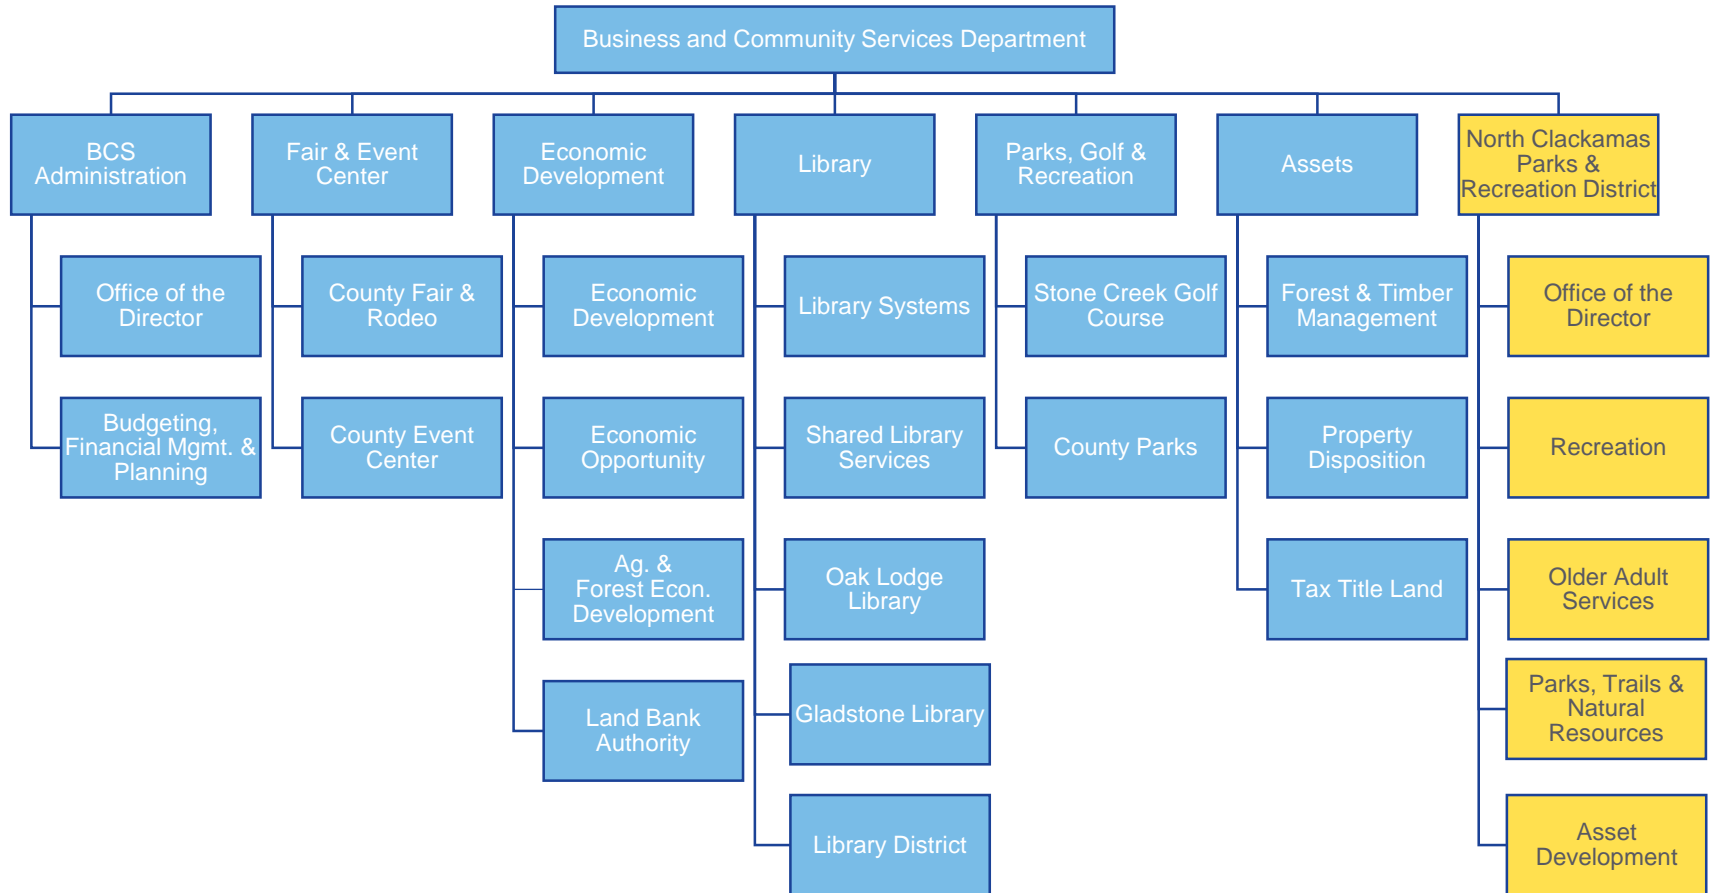 Business and Community Services Department
BCS
Administration
Fair & Event
Center
Economic
Development
Library
Parks, Golf &
Recreation
Assets
North Clackamas
Parks &
Recreation District
Office of the
Director
County Fair &
Rodeo
Economic
Development
Library Systems
Stone Creek Golf
Course
Forest & Timber
Management
Office of the
Director
Budgeting,
Financial Mgmt. &
Planning
County Event
Center
Economic
Opportunity
Shared Library
Services
County Parks
Property
Disposition
Recreation
Ag. &
Forest Econ.
Development
Oak Lodge
Library
Tax Title Land
Older Adult
Services
Land Bank
Authority
Gladstone Library
Parks, Trails &
Natural
Resources
Library District
Asset
Development